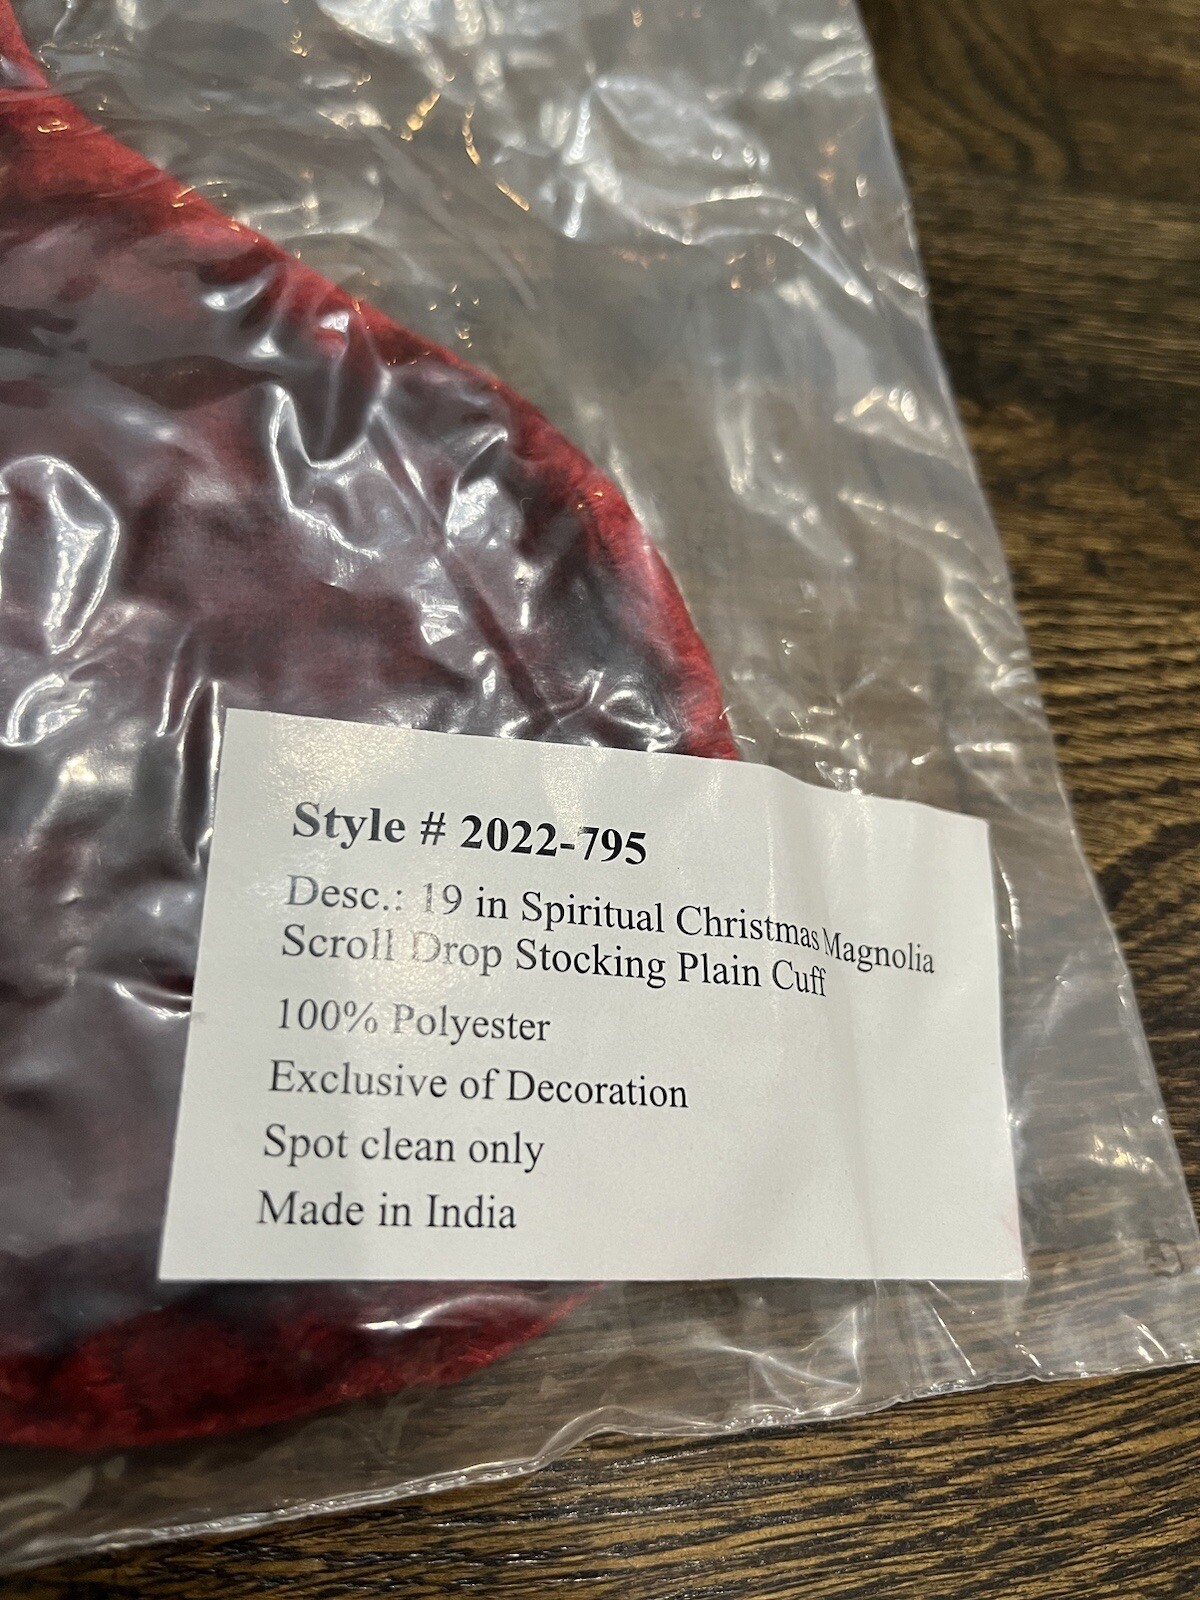 Style # 2022-795
Desc.: 19 in Spiritual Christmas Magnolia
Scroll Drop Stocking Plain Cuff
100% Polyester
Exclusive of Decoration
Spot clean only
Made in India